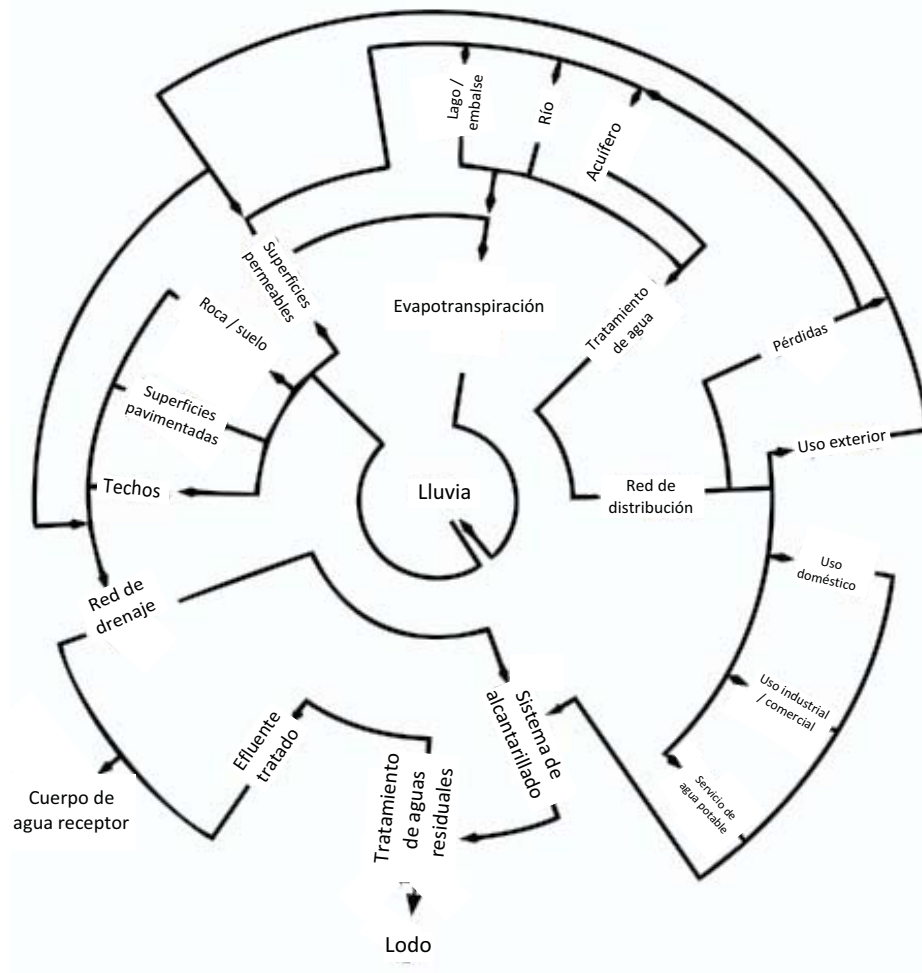 Lago /
embalse
Río
Acuífero
Superficies
permeables
Roca / suelo
Evapotranspiración
Tratamiento
de agua
Pérdidas
Superficies
pavimentadas
Uso exterior
Techos
Lluvia
Red de
distribución
Red de
drenaje
Uso
doméstico
Uso industrial
/ comercial
Sistema de
alcantarillado
Efluente
tratado
Servicio de
agua potable
Tratamiento
de aguas
residuales
Cuerpo de
agua receptor
Lodo